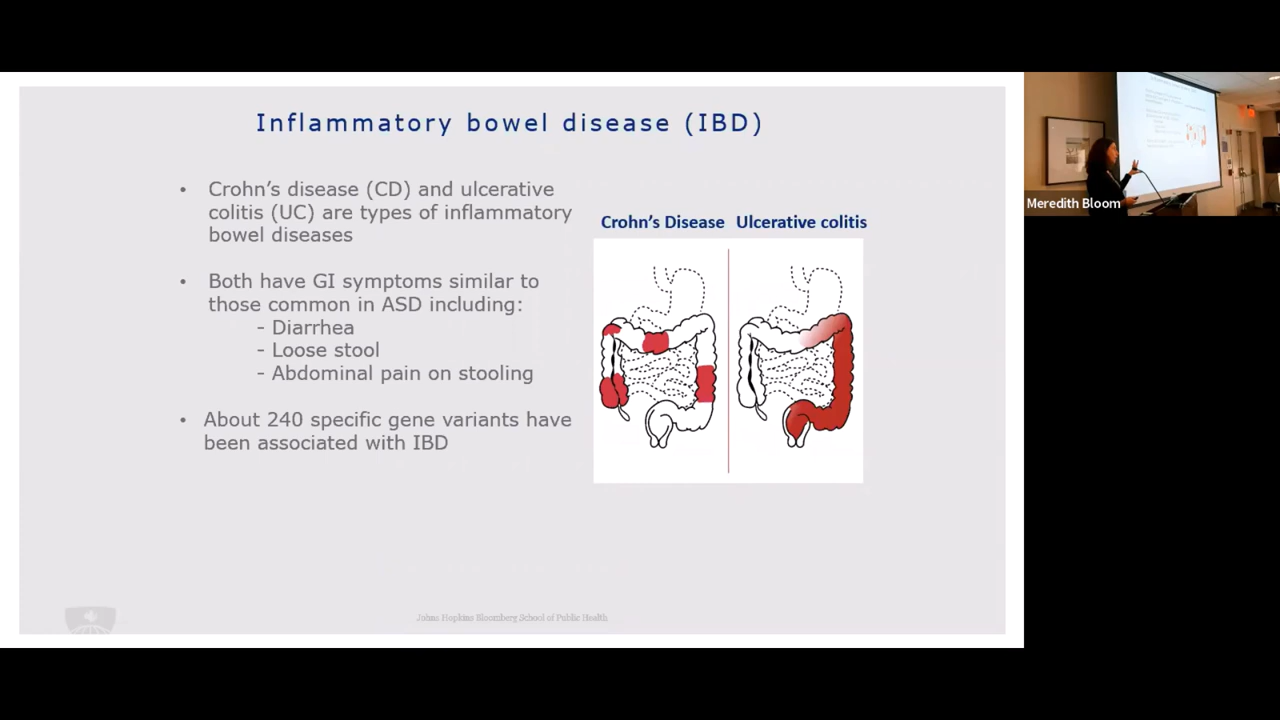 Inflammatory bowel disease (IBD)
• Crohn's disease (CD) and ulcerative
colitis (UC) are types of inflammatory
bowel diseases
• Both have GI symptoms similar to
those common in ASD including:
- Diarrhea
- Loose stool
- Abdominal pain on stooling
• About 240 specific gene variants have
been associated with IBD
Crohn's Disease Ulcerative colitis
Johns Hopkins Bloomberg School of Public Health
Meredith Bloom